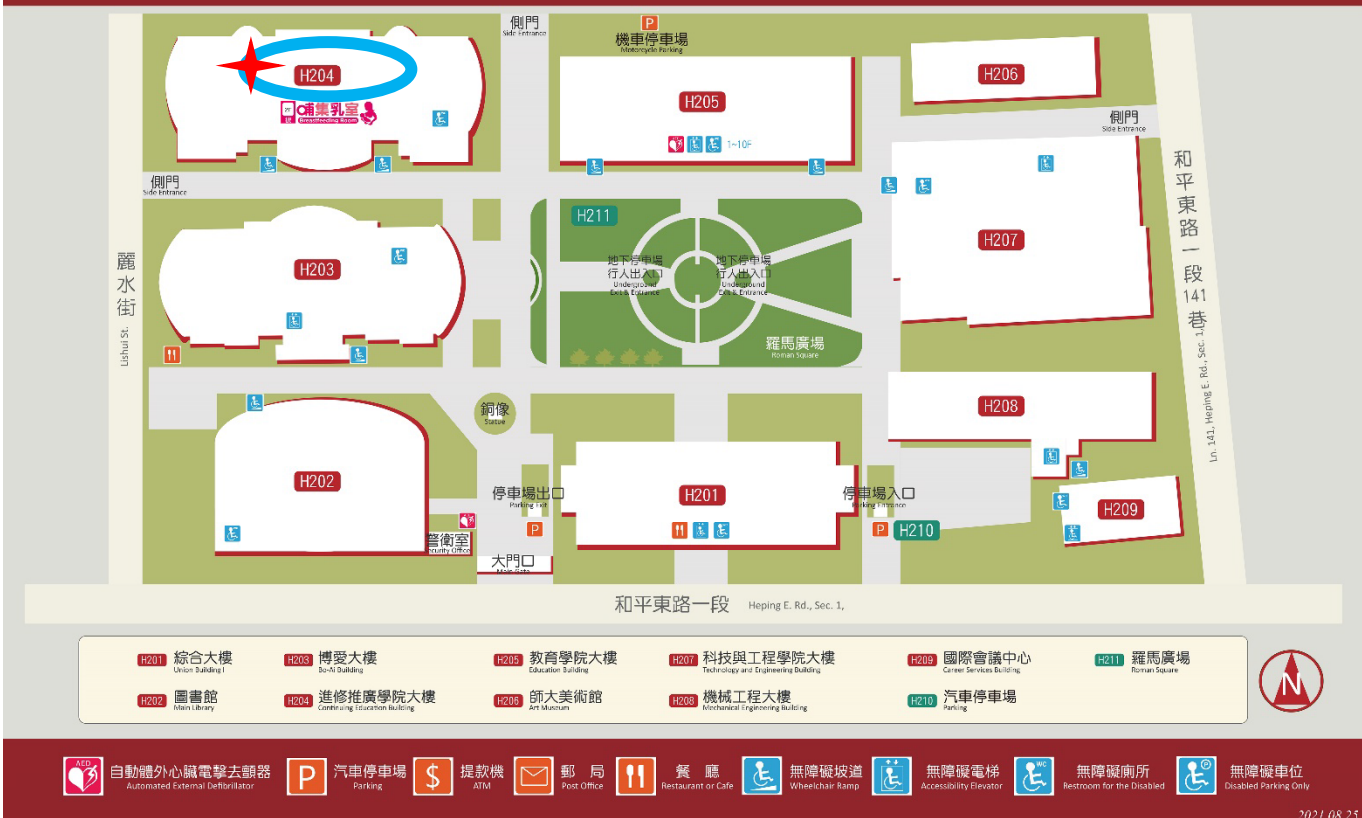 側門
Side Entrance
P
機車停車場
Motorcycle Parking
H204
哺集乳室
Breastfeeding Room
H205
1~10F
H206
側門
Side Entrance
側門
Side Entrance
和平東路一段141巷
Ln. 141, Heping E. Rd., Sec. 1,
麗水街
Lishui St.
H203
H211
地下停車場
行人出入口
Underground
Exit & Entrance
地下停車場
行人出入口
Underground
Exit & Entrance
羅馬廣場
Roman Square
H207
H208
銅像
Statue
H202
停車場出口
Parking Exit
P
H201
停車場入口
Parking Entrance
P
H210
H209
警衛室
Security Office
大門口
Main Gate
和平東路一段 Heping E. Rd., Sec. 1,
H201 綜合大樓
Union Building I
H203 博愛大樓
Bo-Ai Building
H205 教育學院大樓
Education Building
H207 科技與工程學院大樓
Technology and Engineering Building
H209 國際會議中心
Career Services Building
H211 羅馬廣場
Roman Square
H202 圖書館
Main Library
H204 進修推廣學院大樓
Continuing Education Building
H206 師大美術館
Art Museum
H208 機械工程大樓
Mechanical Engineering Building
H210 汽車停車場
Parking
N
AED
自動體外心臟電擊去顫器
Automated External Defibrillator
P
汽車停車場
Parking
$
提款機
ATM
郵 局
Post Office
餐 廳
Restaurant or Cafe
無障礙坡道
Wheelchair Ramp
無障礙電梯
Accessibility Elevator
WC
無障礙廁所
Restroom for the Disabled
P
無障礙車位
Disabled Parking Only
2021.08.25